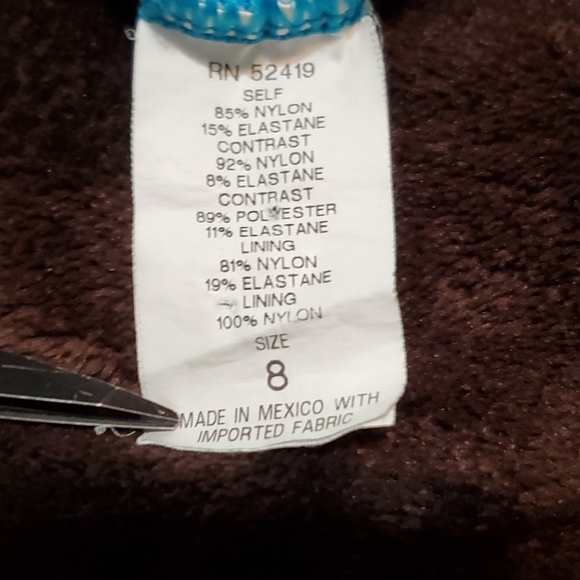 RN 52419
SELF
85% NYLON
15% ELASTANE
CONTRAST
92% NYLON
8% ELASTANE
CONTRAST
89% POLYESTER
11% ELASTANE
LINING
81% NYLON
19% ELASTANE
LINING
100% NYLON
SIZE
8
MADE IN MEXICO WITH
IMPORTED FABRIC